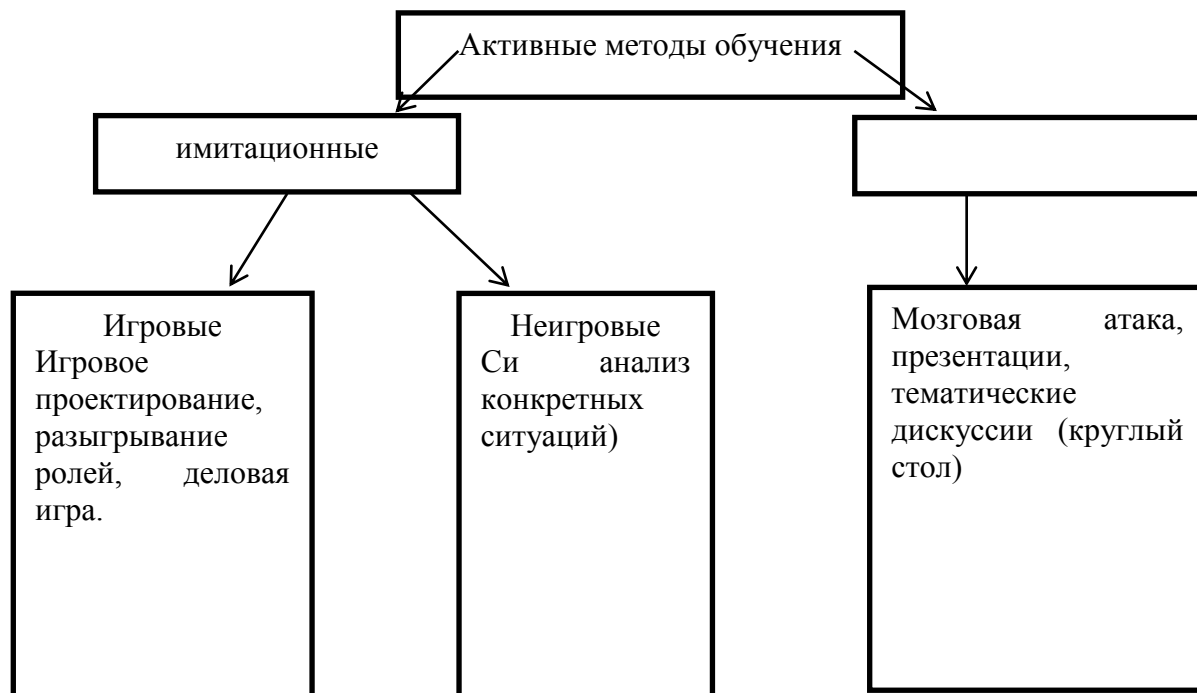 Активные методы обучения
имитационные
Игровые
Игровое
проектирование,
разыгрывание
ролей, деловая
игра.
Неигровые
Си анализ
конкретных
ситуаций)
Мозговая атака,
презентации,
тематические
дискуссии (круглый
стол)